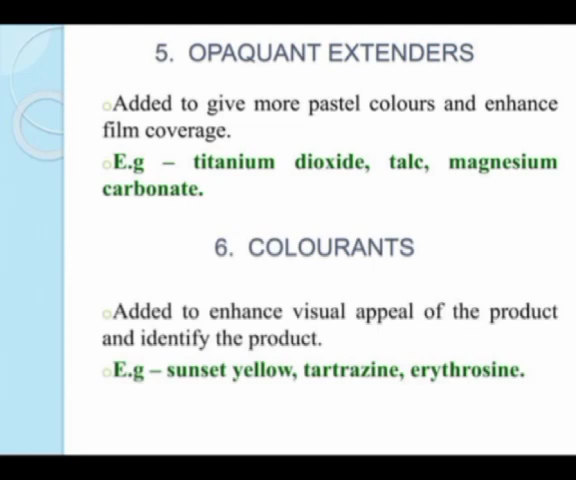 5. OPAQUANT EXTENDERS
Added to give more pastel colours and enhance
film coverage.
E.g – titanium dioxide, talc, magnesium
carbonate.
6. COLOURANTS
Added to enhance visual appeal of the product
and identify the product.
E.g – sunset yellow, tartrazine, erythrosine.